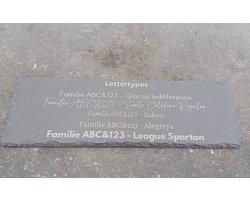 Lettertypes
Familie ABC&123 - Glacial Indifference
Familie ABC&123 - Santa Catalina Regular
Familie ABC&123 -
Familie ABC&123 - Alegreya
Familie ABC&123 - League Spartan